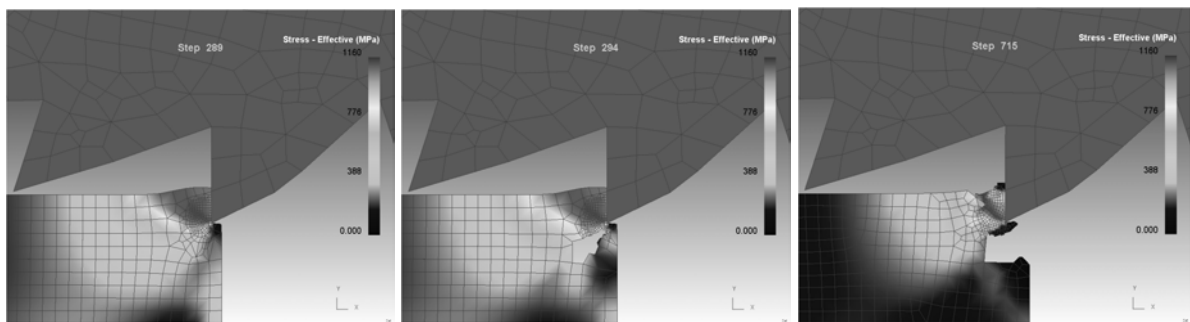 Step 289
Stress - Effective (MPa)
1160
776
388
0.000
Y
X
Step 294
Stress - Effective (MPa)
1160
776
388
0.000
Y
X
Step 715
Stress - Effective (MPa)
1160
776
388
0.000
Y
X